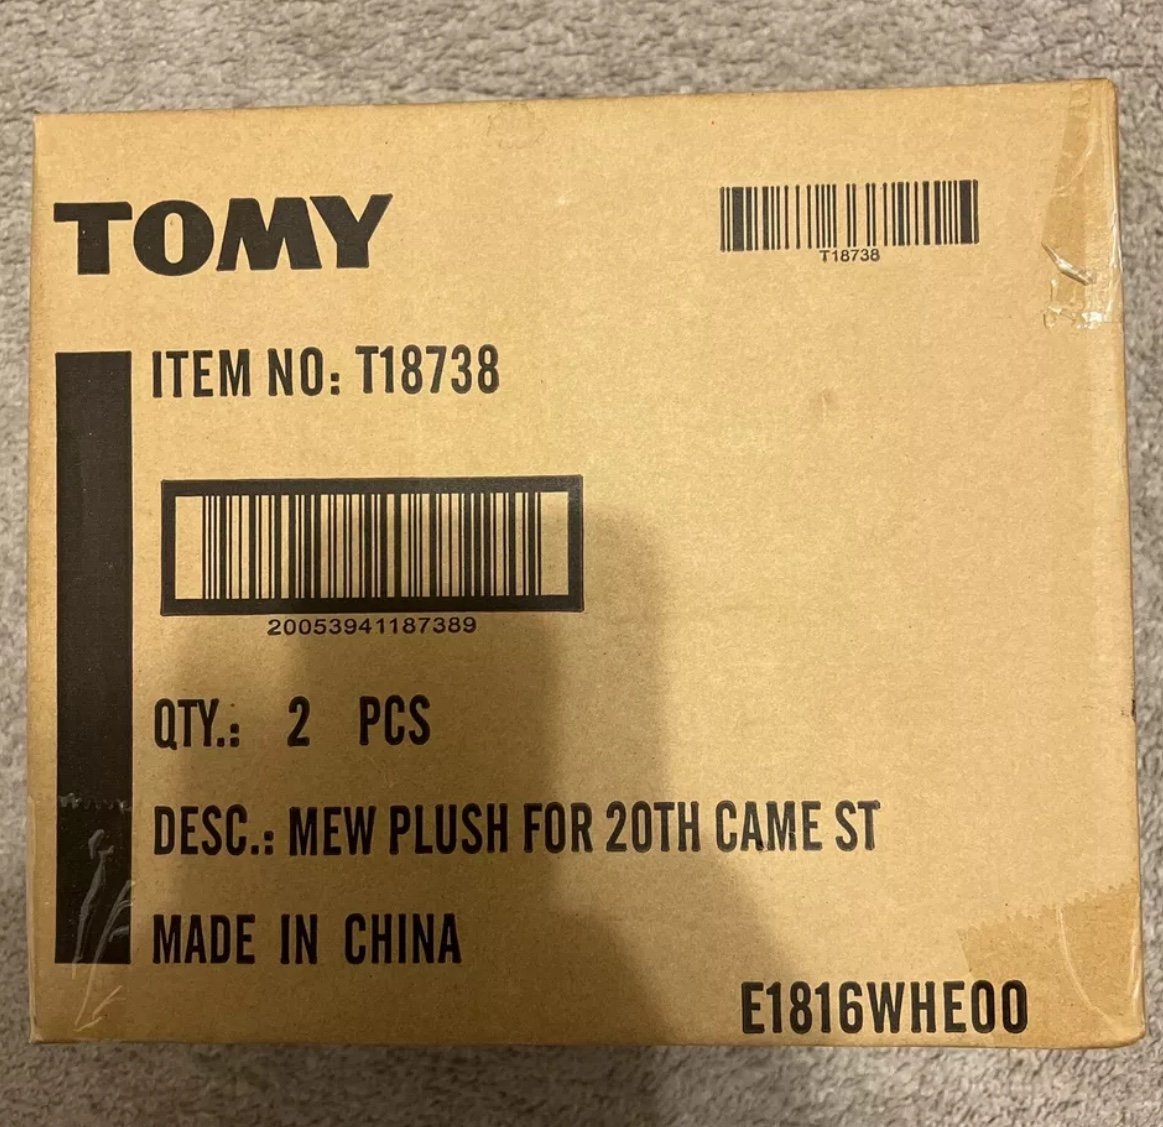 TOMY
T18738
ITEM NO: T18738
20053941187389
QTY.: 2 PCS
DESC.: MEW PLUSH FOR 20TH CAME ST
MADE IN CHINA
E1816WHE00